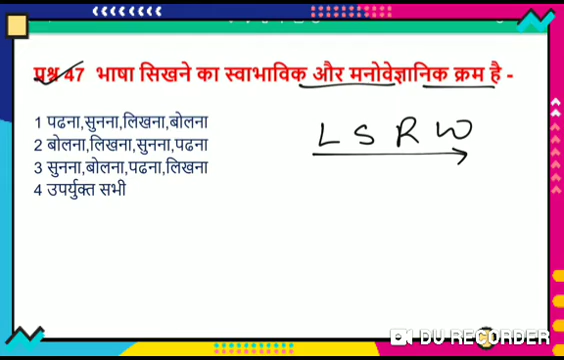 प्रश्न 47 भाषा सिखने का स्वाभाविक और मनोवेज्ञानिक क्रम है -
1 पढना,सुनना,लिखना,बोलना
2 बोलना,लिखना,सुनना,पढना
3 सुनना,बोलना,पढना,लिखना
4 उपर्युक्त सभी
L S R W
DU RECORDER